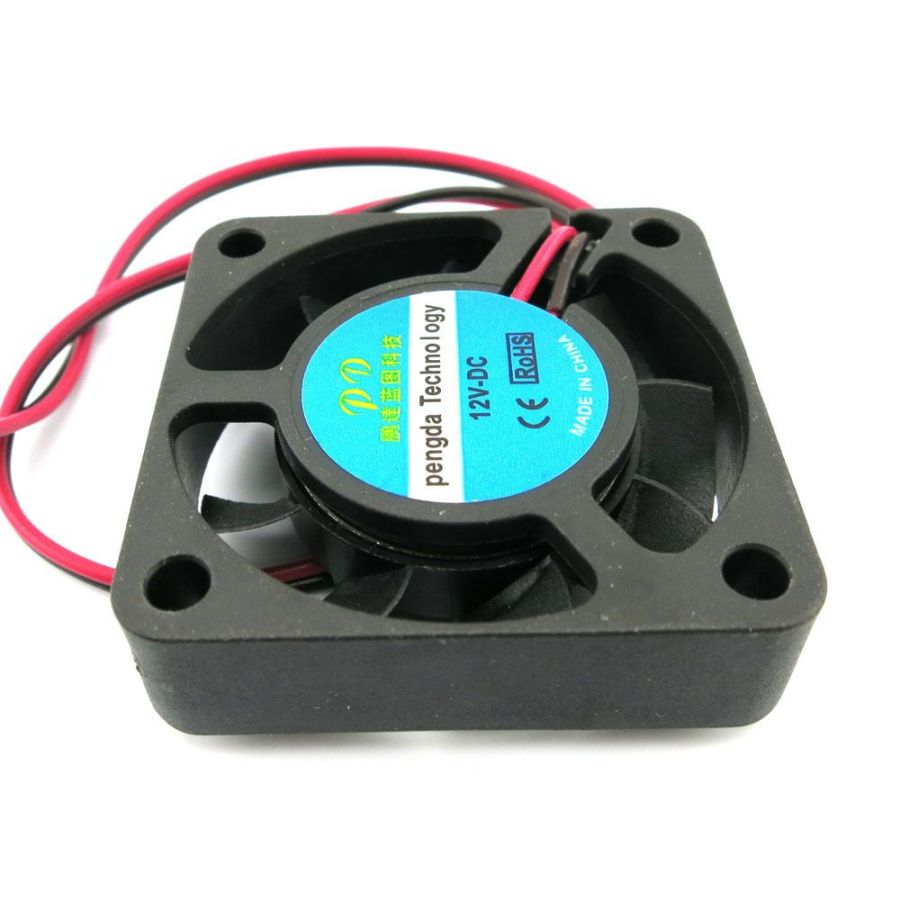 PD
鹏达蓝图科技
pengda Technology
12V-DC
CE RoHS
MADE IN CHINA